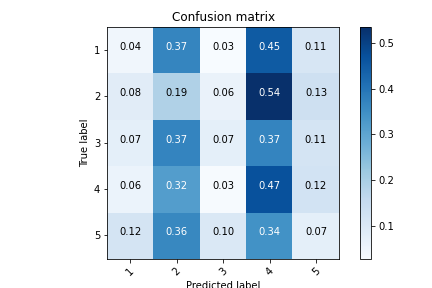 Confusion matrix
1 0.04 0.37 0.03 0.45 0.11
2 0.08 0.19 0.06 0.54 0.13
3 0.07 0.37 0.07 0.37 0.11
4 0.06 0.32 0.03 0.47 0.12
5 0.12 0.36 0.10 0.34 0.07
1 2 3 4 5
True label
Predicted label
0.5
0.4
0.3
0.2
0.1